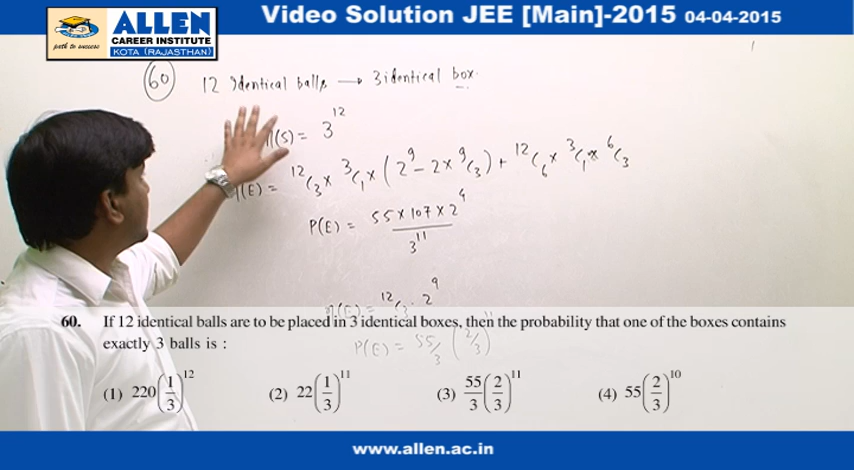 Video Solution JEE [Main]-2015 04-04-2015
ALLEN
CAREER INSTITUTE
KOTA (RAJASTHAN)
path to success
60 12 Identical balls → 3 identical box.
n(S) = 3^12
n(E) = ^12C_3 × ^3C_1 × (2^9 - 2 × ^9C_3) + ^12C_6 × ^3C_1 × ^6C_3
P(E) = 55 × 107 × 2^4 / 3^11
n(E) = ^12C_3 · 2^9
60. If 12 identical balls are to be placed in 3 identical boxes, then the probability that one of the boxes contains
exactly 3 balls is :
P(E) = 55/3 (2/3)^11
(1) 220(1/3)^12 (2) 22(1/3)^11 (3) 55/3(2/3)^11 (4) 55(2/3)^10
www.allen.ac.in